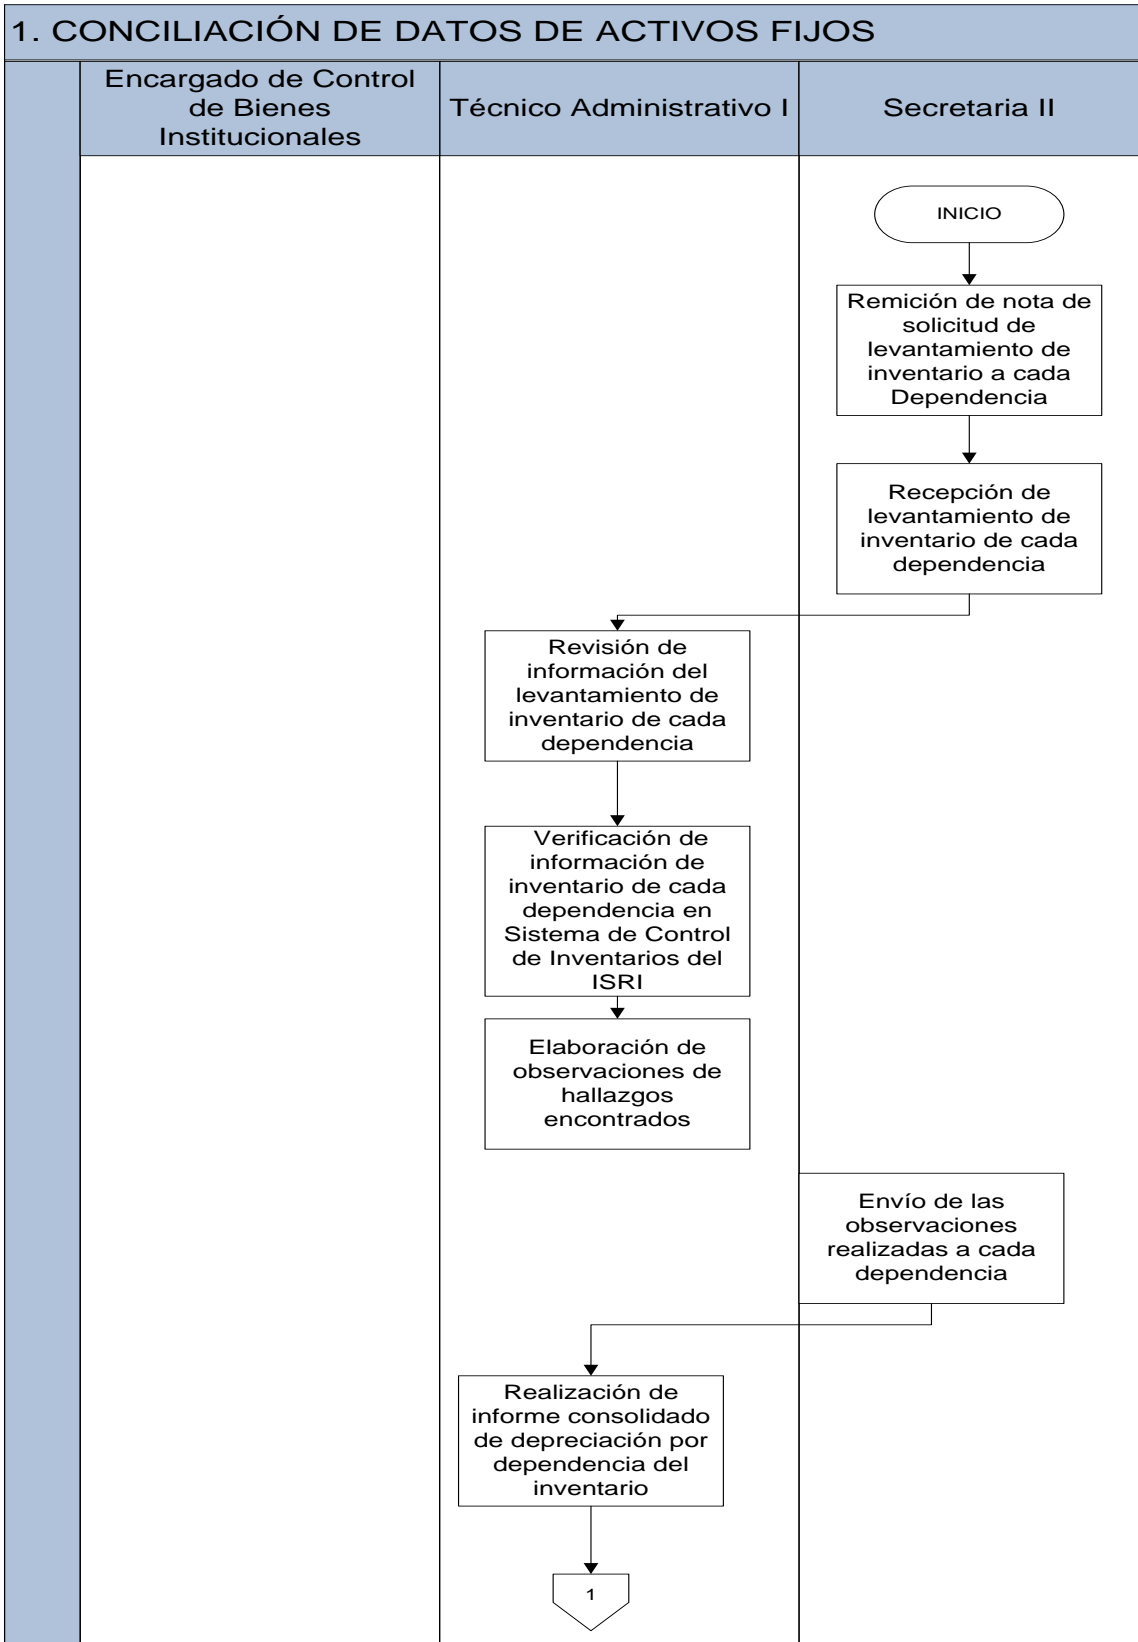 1. CONCILIACIÓN DE DATOS DE ACTIVOS FIJOS
Encargado de Control
de Bienes
Institucionales
Técnico Administrativo I
Secretaria II
INICIO
Remición de nota de
solicitud de
levantamiento de
inventario a cada
Dependencia
Recepción de
levantamiento de
inventario de cada
dependencia
Revisión de
información del
levantamiento de
inventario de cada
dependencia
Verificación de
información de
inventario de cada
dependencia en
Sistema de Control
de Inventarios del
ISRI
Elaboración de
observaciones de
hallazgos
encontrados
Envío de las
observaciones
realizadas a cada
dependencia
Realización de
informe consolidado
de depreciación por
dependencia del
inventario
1